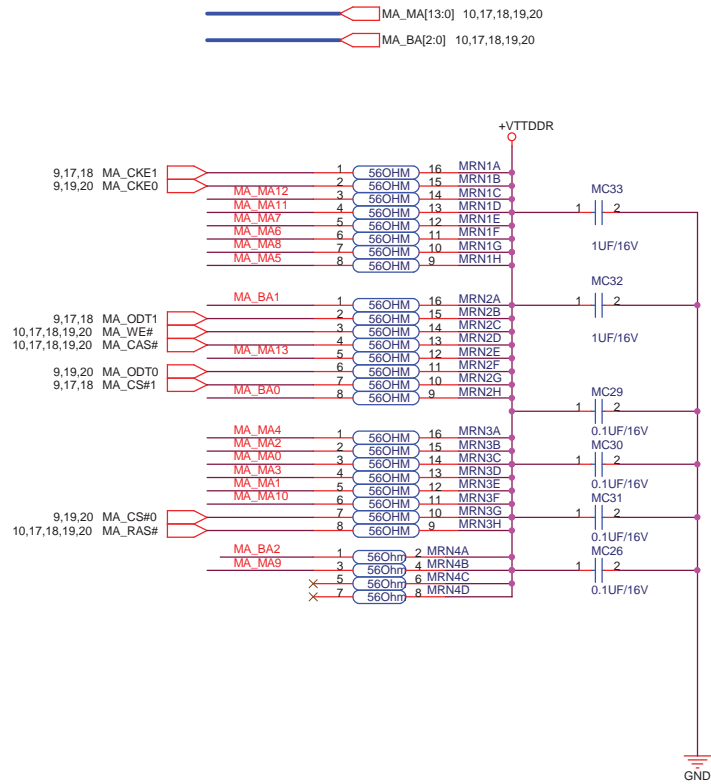 MA_MA[13:0] 10,17,18,19,20
MA_BA[2:0] 10,17,18,19,20
+VTTDDR
9,17,18 MA_CKE1 1 56OHM 16 MRN1A
9,19,20 MA_CKE0 2 56OHM 15 MRN1B
MA_MA12 3 56OHM 14 MRN1C
MA_MA11 4 56OHM 13 MRN1D
MA_MA7 5 56OHM 12 MRN1E
MA_MA6 6 56OHM 11 MRN1F
MA_MA8 7 56OHM 10 MRN1G
MA_MA5 8 56OHM 9 MRN1H
MC33
1 2
1UF/16V
MA_BA1 1 56OHM 16 MRN2A
9,17,18 MA_ODT1 2 56OHM 15 MRN2B
10,17,18,19,20 MA_WE# 3 56OHM 14 MRN2C
10,17,18,19,20 MA_CAS# 4 56OHM 13 MRN2D
MA_MA13 5 56OHM 12 MRN2E
9,19,20 MA_ODT0 6 56OHM 11 MRN2F
9,17,18 MA_CS#1 7 56OHM 10 MRN2G
MA_BA0 8 56OHM 9 MRN2H
MC32
1 2
1UF/16V
MC29
1 2
0.1UF/16V
MA_MA4 1 56OHM 16 MRN3A
MA_MA2 2 56OHM 15 MRN3B
MA_MA0 3 56OHM 14 MRN3C
MA_MA3 4 56OHM 13 MRN3D
MA_MA1 5 56OHM 12 MRN3E
MA_MA10 6 56OHM 11 MRN3F
9,19,20 MA_CS#0 7 56OHM 10 MRN3G
10,17,18,19,20 MA_RAS# 8 56OHM 9 MRN3H
MC30
1 2
0.1UF/16V
MC31
1 2
0.1UF/16V
MA_BA2 1 56Ohm 2 MRN4A
MA_MA9 3 56Ohm 4 MRN4B
5 56Ohm 6 MRN4C
7 56Ohm 8 MRN4D
MC26
1 2
0.1UF/16V
GND